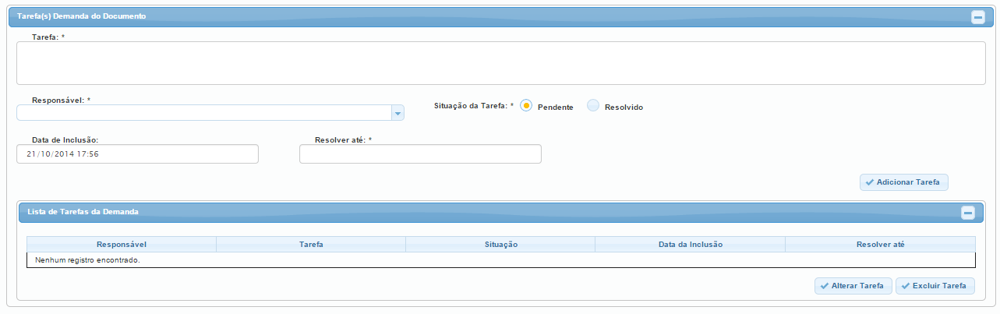 Tarefa(s) Demanda do Documento
Tarefa: *
Responsável: *
Situação da Tarefa: * Pendente Resolvido
Data de Inclusão: Resolver até: *
21/10/2014 17:56
Adicionar Tarefa
Lista de Tarefas da Demanda
Responsável Tarefa Situação Data da Inclusão Resolver até
Nenhum registro encontrado.
Alterar Tarefa Excluir Tarefa